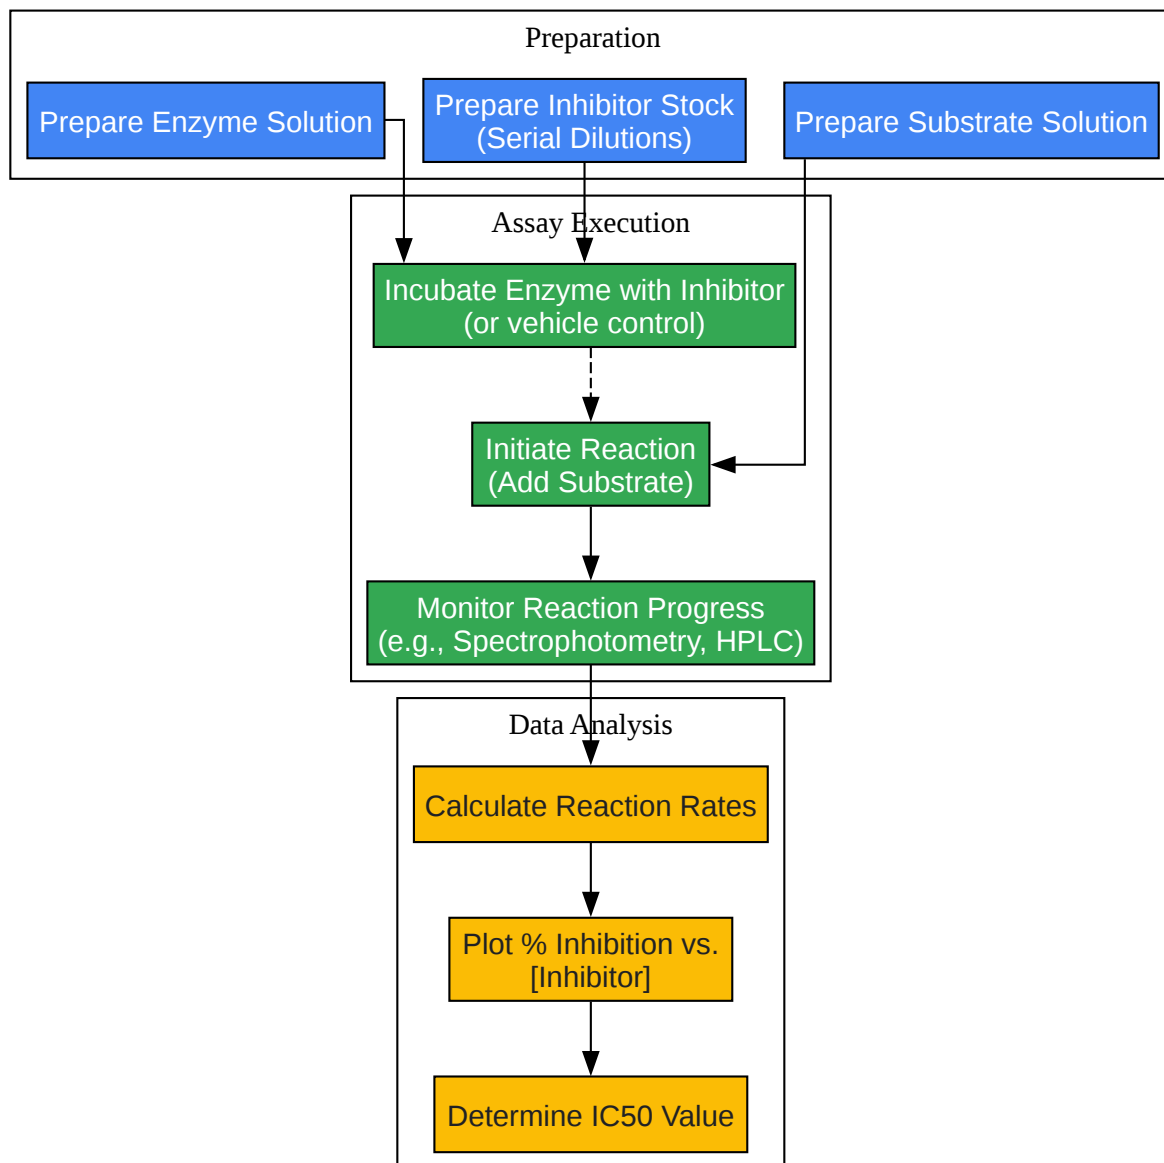 Preparation
Prepare Enzyme Solution
Prepare Inhibitor Stock
(Serial Dilutions)
Prepare Substrate Solution
Assay Execution
Incubate Enzyme with Inhibitor
(or vehicle control)
Initiate Reaction
(Add Substrate)
Monitor Reaction Progress
(e.g., Spectrophotometry, HPLC)
Data Analysis
Calculate Reaction Rates
Plot % Inhibition vs.
[Inhibitor]
Determine IC50 Value